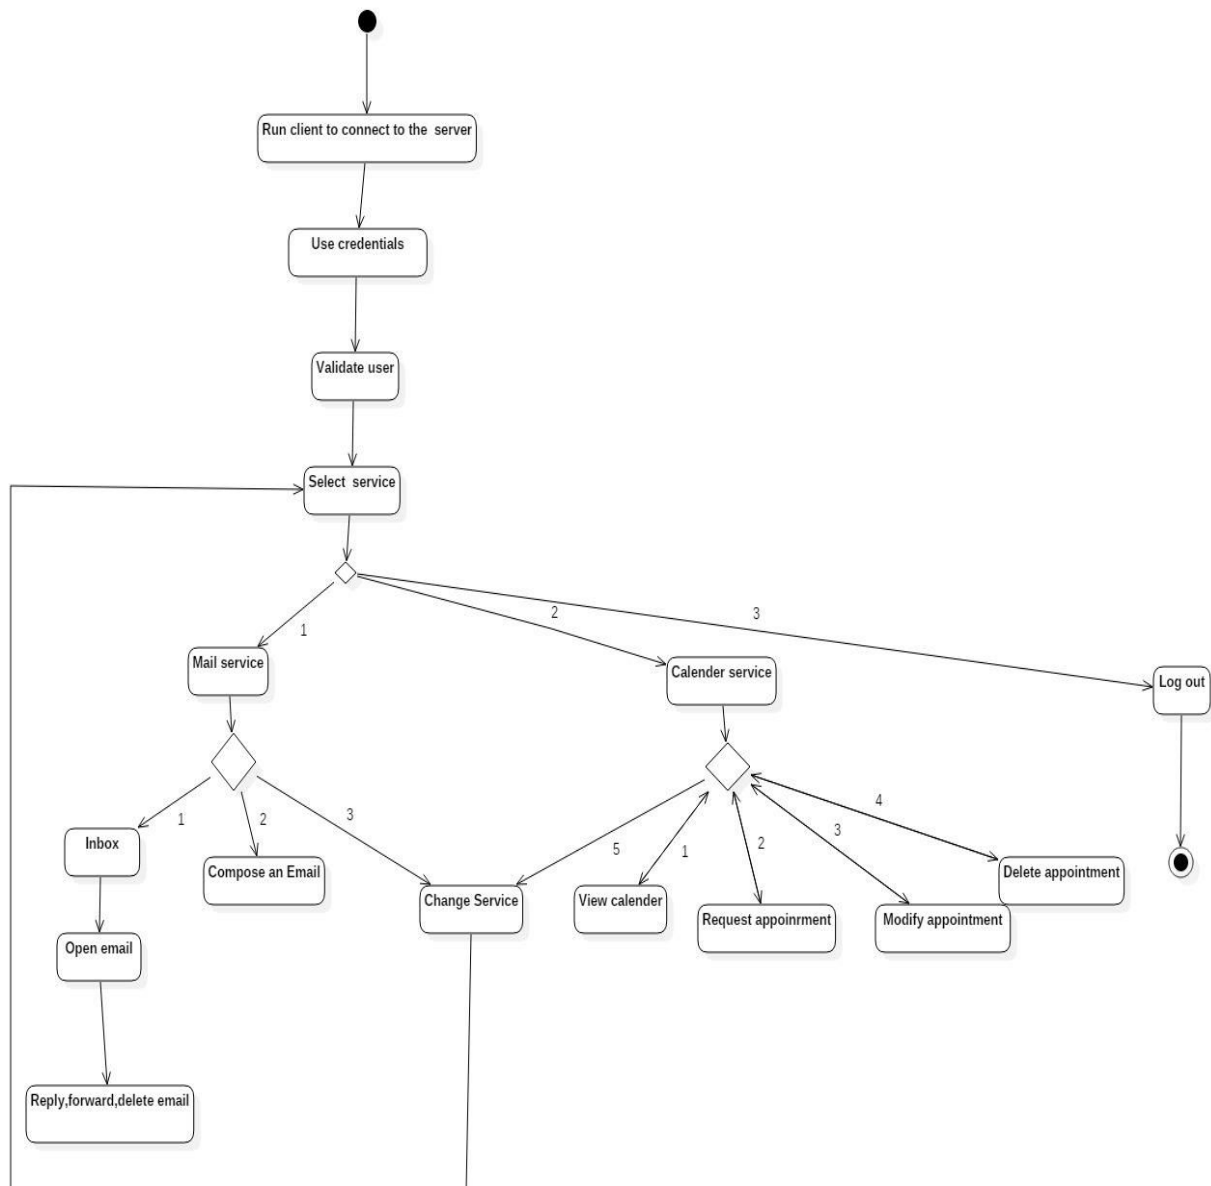 Run client to connect to the  server
Use credentials
Validate user
Select  service
1
2
3
Mail service
Calender service
Log out
1
2
3
5
1
2
3
4
Inbox
Compose an Email
Change Service
View calender
Request appoinrment
Modify appointment
Delete appointment
Open email
Reply,forward,delete email